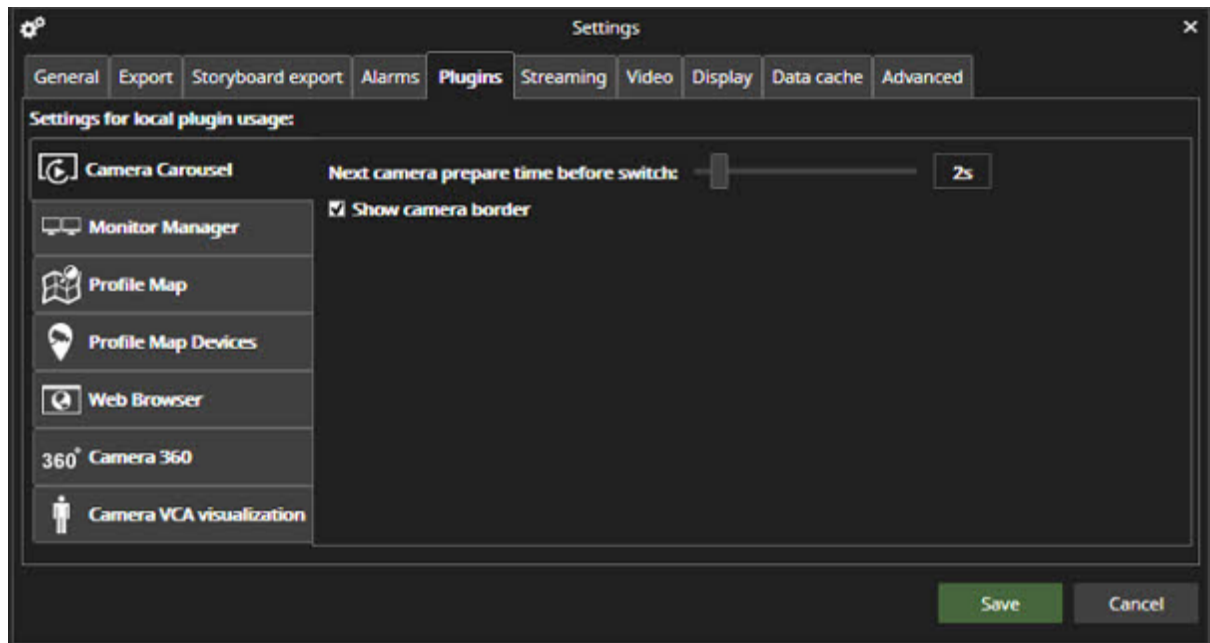 Settings
General Export Storyboard export Alarms Plugins Streaming Video Display Data cache Advanced
Settings for local plugin usage:
Camera Carousel
Next camera prepare time before switch: 2s
Show camera border
Monitor Manager
Profile Map
Profile Map Devices
Web Browser
360° Camera 360
Camera VCA visualization
Save Cancel